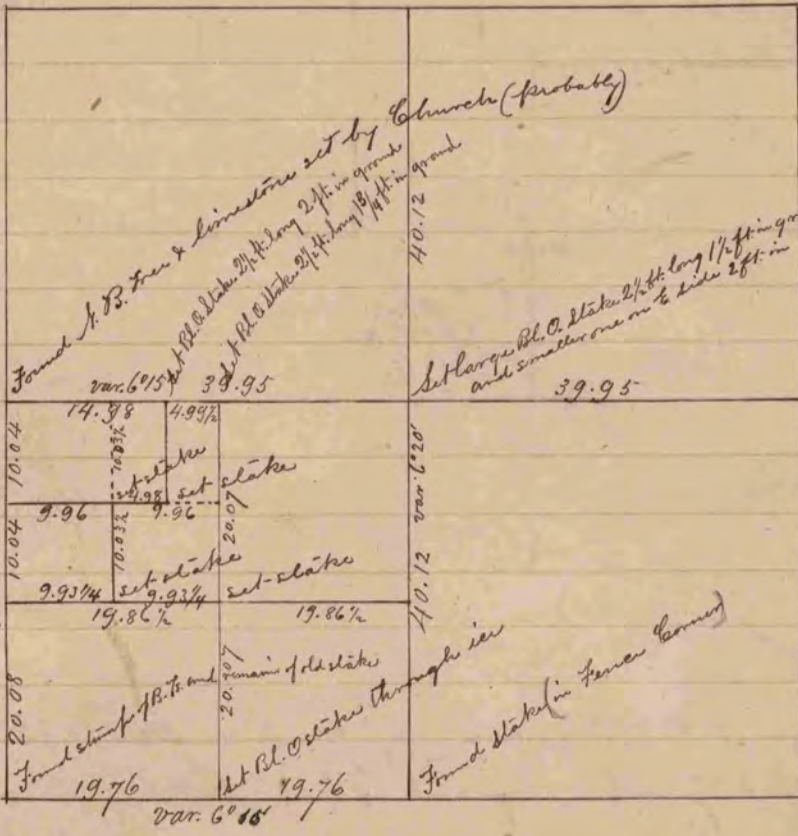 Found N. B. Tree & limestone set by Church (probably)
Set Bl. O. Stake 2½ ft. long 2 ft. in ground
Set Bl. O. Stake 2½ ft. long 1¾ ft. in ground
40.12
Set large Bl. O. Stake 2½ ft. long 1½ ft. in gr
and smaller one on E side 2 ft. in
var. 6° 15'
39.95
39.95
14.98
4.99½
10.04
10.03½
set stake
4.98
set stake
9.96
9.96
20.07
40.12 var. 6° 20'
10.04
10.03½
set stake
set stake
9.93¼
9.93¼
19.86½
19.86½
20.08
Found stump of B. Ts. and remain of old stake
20.07
Set Bl. O stake through ice
Found Stake (in Fence Corner)
19.76
19.76
var. 6° 15'